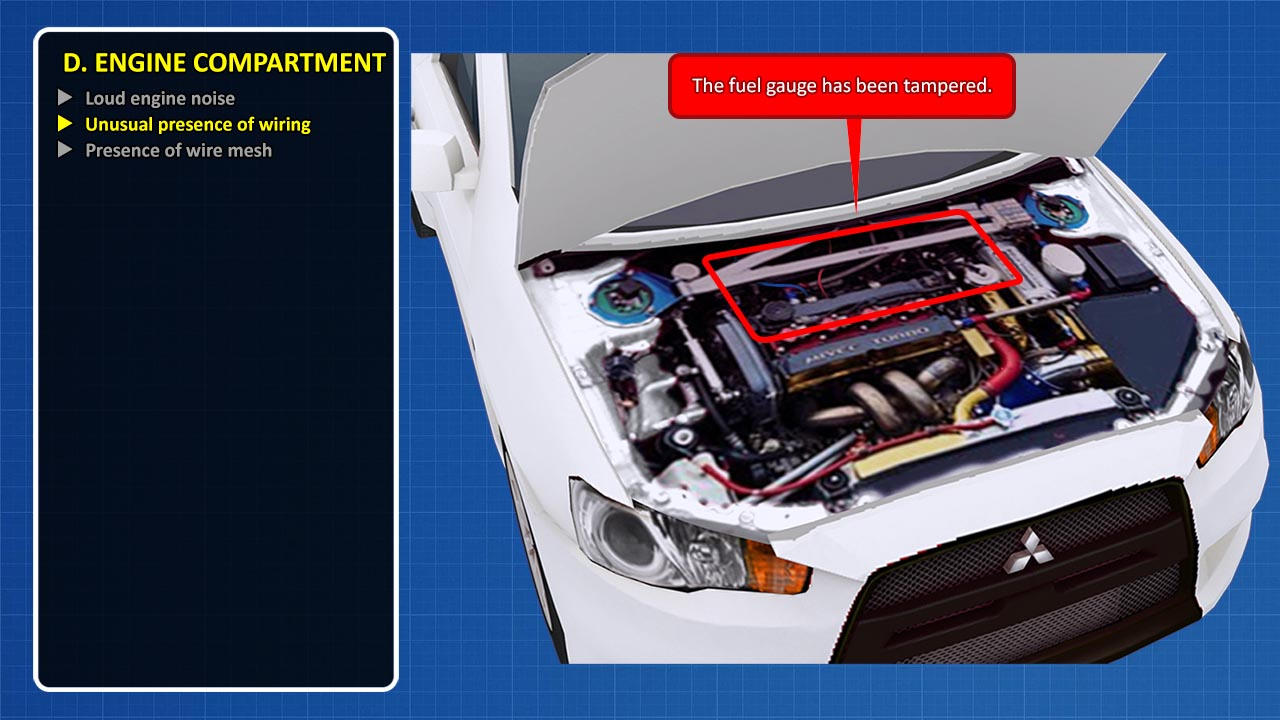 D. ENGINE COMPARTMENT
Loud engine noise
Unusual presence of wiring
Presence of wire mesh
The fuel gauge has been tampered.
MIVEC TURBO